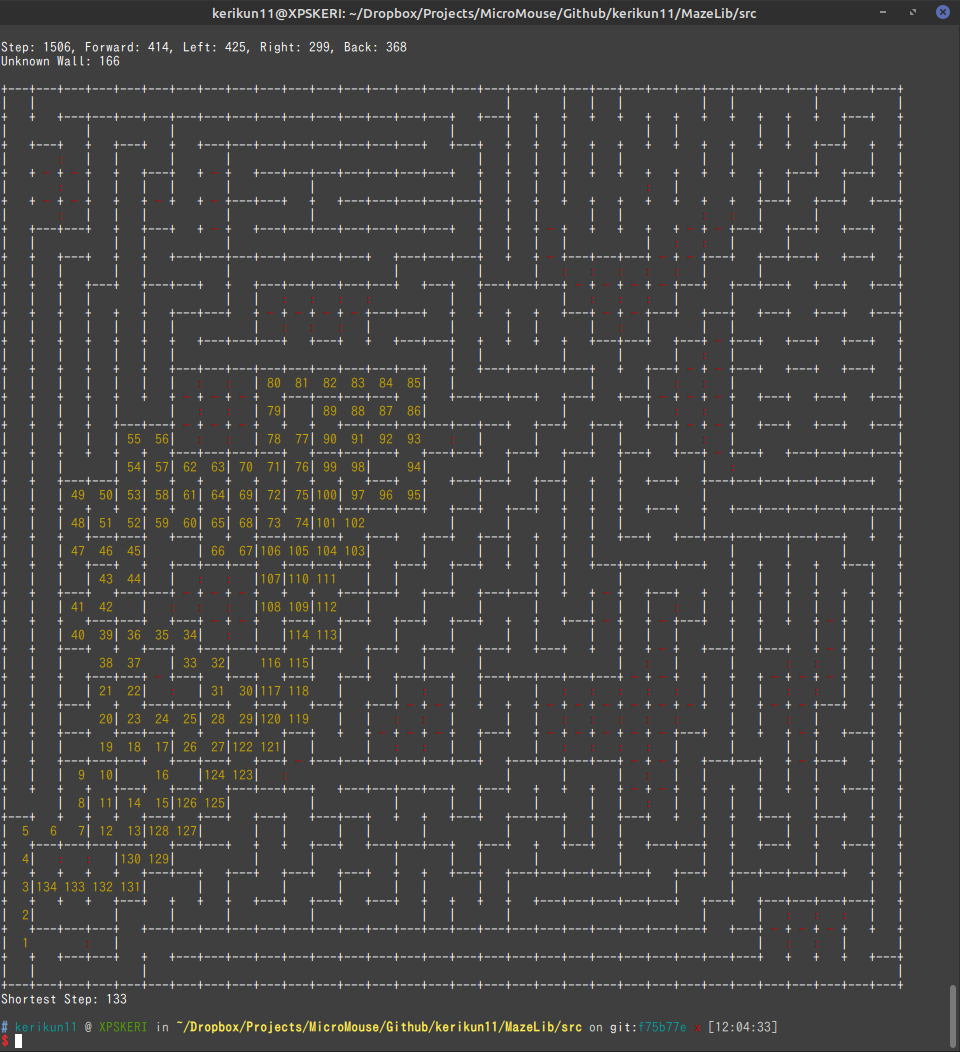 kerikun11@XPSKERI: ~/Dropbox/Projects/MicroMouse/Github/kerikun11/MazeLib/src
Step: 1506, Forward: 414, Left: 425, Right: 299, Back: 368
Unknown Wall: 166
80 81 82 83 84 85
79 89 88 87 86
55 56 78 77 90 91 92 93
54 57 62 63 70 71 76 99 98 94
49 50 53 58 61 64 69 72 75 100 97 96 95
48 51 52 59 60 65 68 73 74 101 102
47 46 45 66 67 106 105 104 103
43 44 107 110 111
41 42 108 109 112
40 39 36 35 34 114 113
38 37 33 32 116 115
21 22 31 30 117 118
20 23 24 25 28 29 120 119
19 18 17 26 27 122 121
9 10 16 124 123
8 11 14 15 126 125
5 6 7 12 13 128 127
4 130 129
3 134 133 132 131
2
1
Shortest Step: 133
# kerikun11 @ XPSKERI in ~/Dropbox/Projects/MicroMouse/Github/kerikun11/MazeLib/src on git:f75b77e x [12:04:33]
$